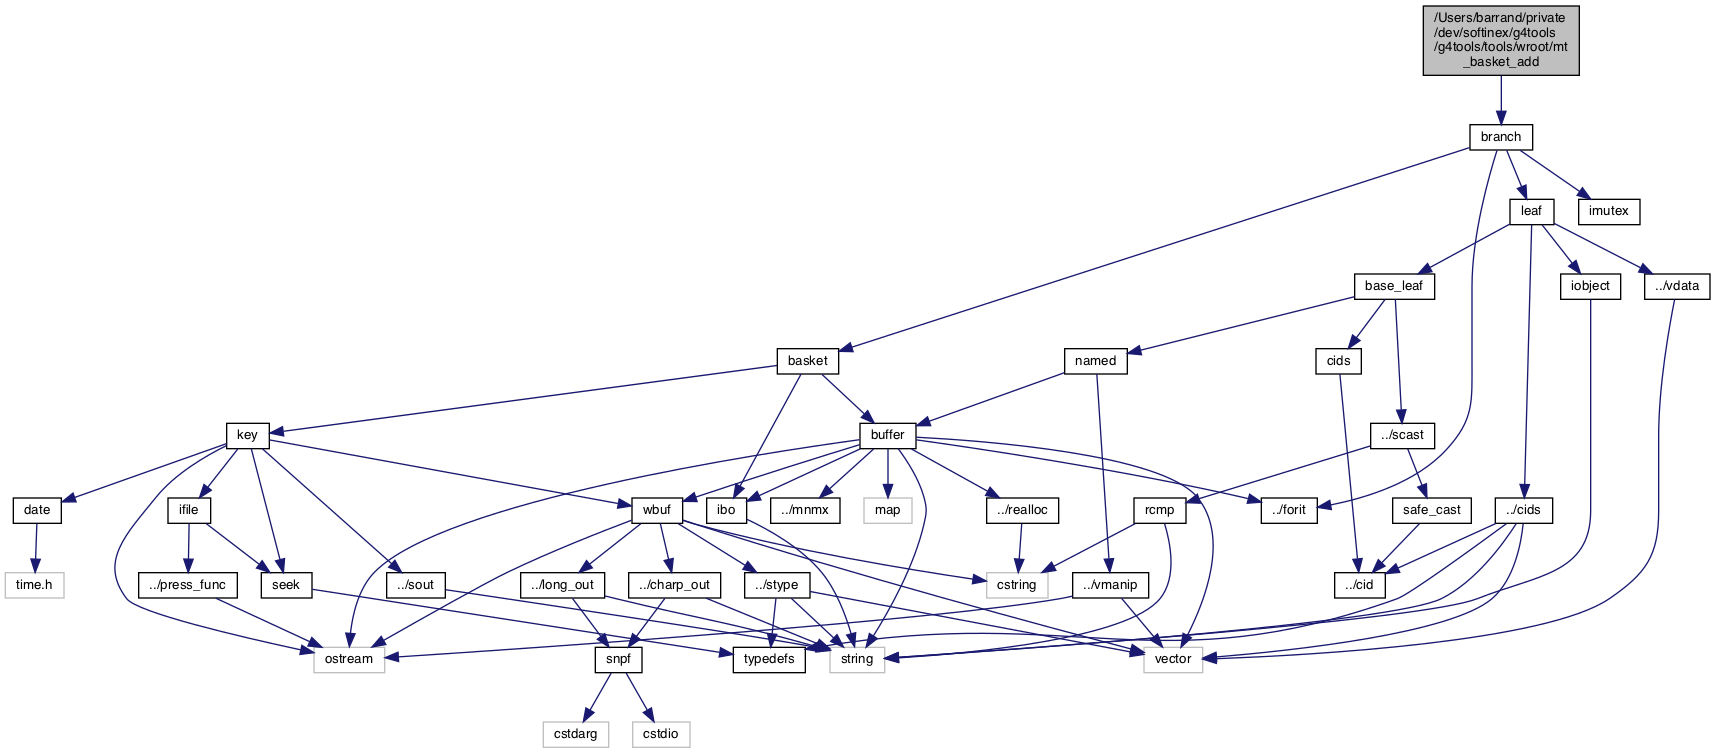 /Users/barrand/private
/dev/softinex/g4tools
/g4tools/tools/wroot/mt
_basket_add
branch
leaf
imutex
base_leaf
iobject
../vdata
basket
named
cids
key
buffer
../scast
date
ifile
wbuf
ibo
../mnmx
map
../realloc
rcmp
../forit
safe_cast
../cids
time.h
../press_func
seek
../sout
../long_out
../charp_out
../stype
cstring
../vmanip
../cid
ostream
snpf
typedefs
string
vector
cstdarg
cstdio